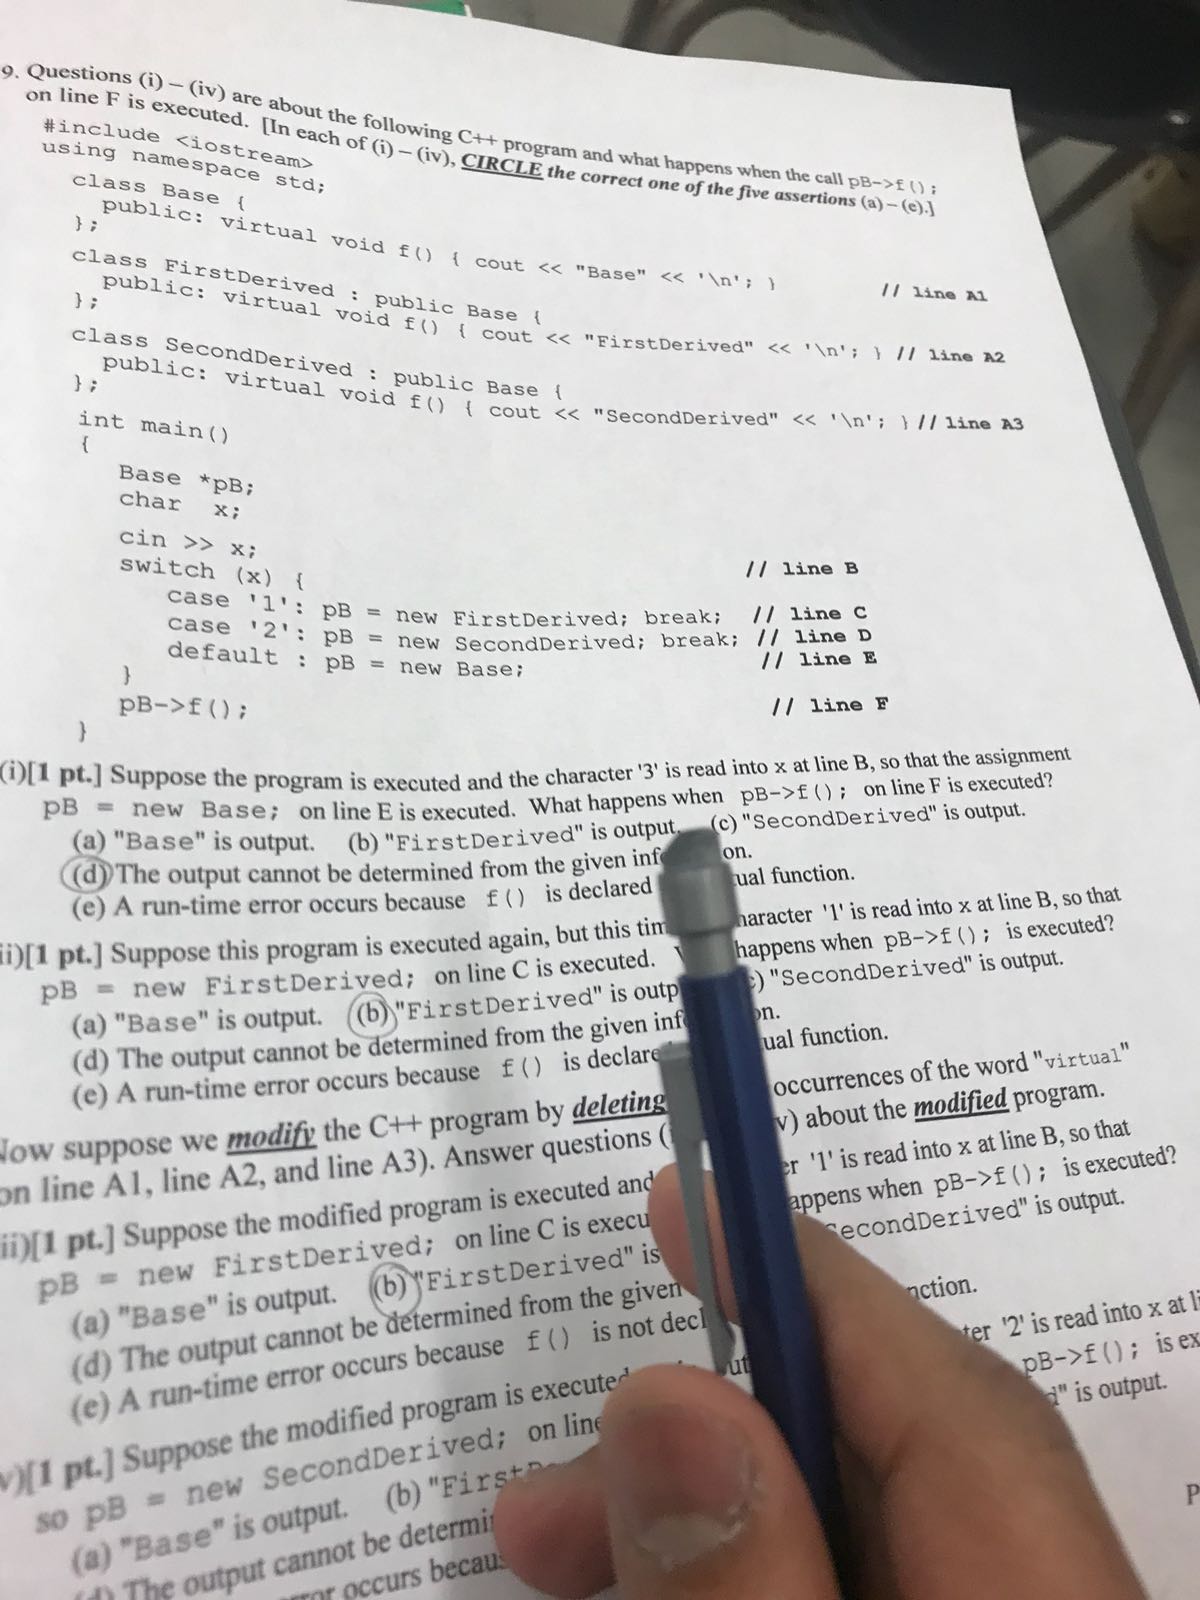 9. Questions (i) – (iv) are about the following C++ program and what happens when the call pB->f();
on line F is executed. [In each of (i) – (iv), CIRCLE the correct one of the five assertions (a) – (e).]
#include <iostream>
using namespace std;
class Base {
public: virtual void f() { cout << "Base" << '\n'; } // line A1
};
class FirstDerived : public Base {
public: virtual void f() { cout << "FirstDerived" << '\n'; } // line A2
};
class SecondDerived : public Base {
public: virtual void f() { cout << "SecondDerived" << '\n'; } // line A3
};
int main()
{
Base *pB;
char x;
cin >> x; // line B
switch (x) {
case '1': pB = new FirstDerived; break; // line C
case '2': pB = new SecondDerived; break; // line D
default : pB = new Base; // line E
}
pB->f(); // line F
}
(i)[1 pt.] Suppose the program is executed and the character '3' is read into x at line B, so that the assignment
pB = new Base; on line E is executed. What happens when pB->f(); on line F is executed?
(a) "Base" is output. (b) "FirstDerived" is output. (c) "SecondDerived" is output.
(d) The output cannot be determined from the given inf on.
(e) A run-time error occurs because f() is declared ual function.
ii)[1 pt.] Suppose this program is executed again, but this tim haracter '1' is read into x at line B, so that
pB = new FirstDerived; on line C is executed. happens when pB->f(); is executed?
(a) "Base" is output. (b) "FirstDerived" is outp ) "SecondDerived" is output.
(d) The output cannot be determined from the given inf on.
(e) A run-time error occurs because f() is declare ual function.
Now suppose we modify the C++ program by deleting occurrences of the word "virtual"
on line A1, line A2, and line A3). Answer questions ( v) about the modified program.
ii)[1 pt.] Suppose the modified program is executed and er '1' is read into x at line B, so that
pB = new FirstDerived; on line C is execu appens when pB->f(); is executed?
(a) "Base" is output. (b) "FirstDerived" is SecondDerived" is output.
(d) The output cannot be determined from the given
(e) A run-time error occurs because f() is not decl nction.
v)[1 pt.] Suppose the modified program is execute ut ter '2' is read into x at li
so pB = new SecondDerived; on line pB->f(); is ex
(a) "Base" is output. (b) "First d" is output.
(d) The output cannot be determi
ror occurs becau P